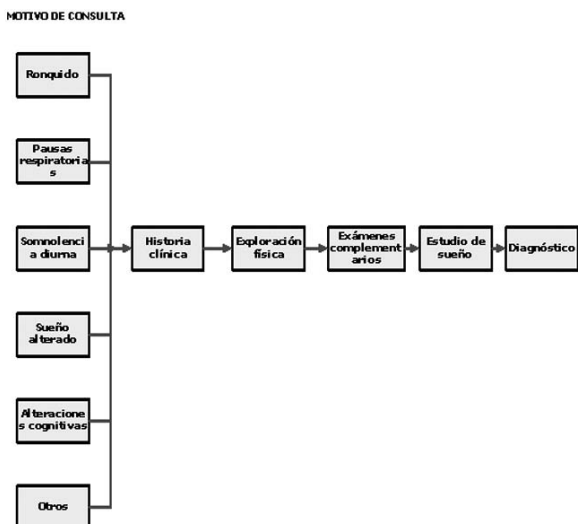 MOTIVO DE CONSULTA
Ronquido
Pausas
respiratoria
s
Somnolenci
a diurna
Historia
clínica
Exploración
física
Exámenes
complement
arios
Estudio de
sueño
Diagnóstico
Sueño
alterado
Alteracione
s cognitivas
Otros